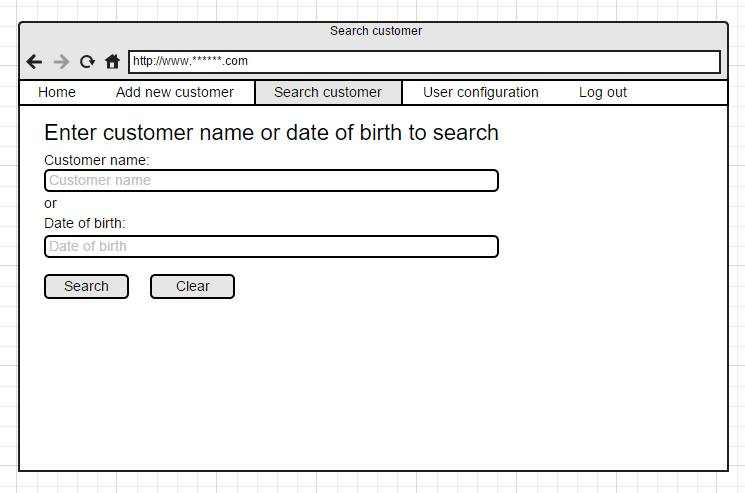 Search customer
http://www.******.com
Home Add new customer Search customer User configuration Log out
Enter customer name or date of birth to search
Customer name:
Customer name
or
Date of birth:
Date of birth
Search Clear